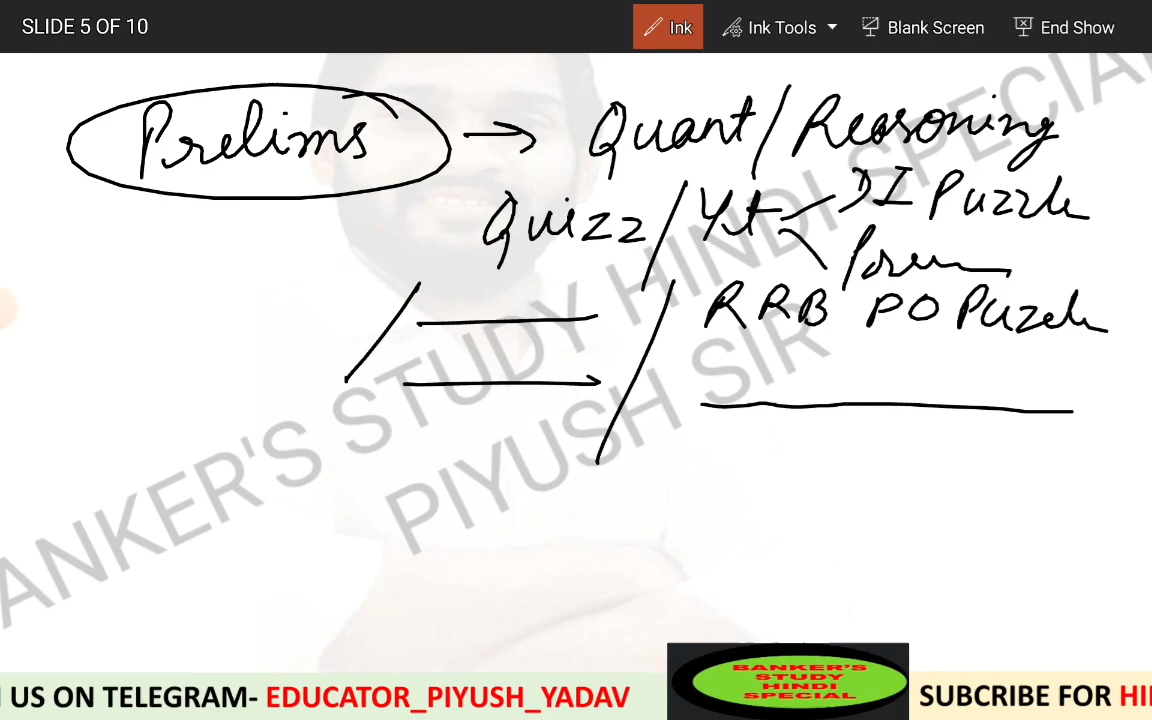 SLIDE 5 OF 10
Ink
Ink Tools
Blank Screen
End Show
Prelims → Quant/Reasoning
Quizz / Yt DI Puzzle
RRB PO Puzzle
BANKER'S STUDY HINDI SPECIAL
PIYUSH SIR
BANKER'S
STUDY
HINDI
SPECIAL
N US ON TELEGRAM- EDUCATOR_PIYUSH_YADAV
SUBCRIBE FOR HI